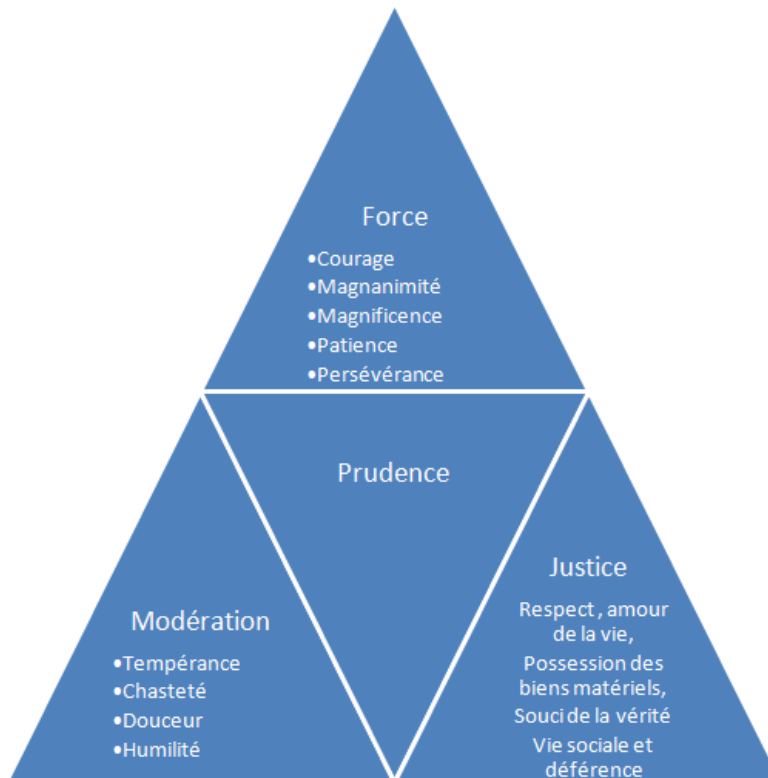 Force
•Courage
•Magnanimité
•Magnificence
•Patience
•Persévérance
Prudence
Modération
•Tempérance
•Chasteté
•Douceur
•Humilité
Justice
Respect , amour
de la vie,
Possession des
biens matériels,
Souci de la vérité
Vie sociale et
déférence